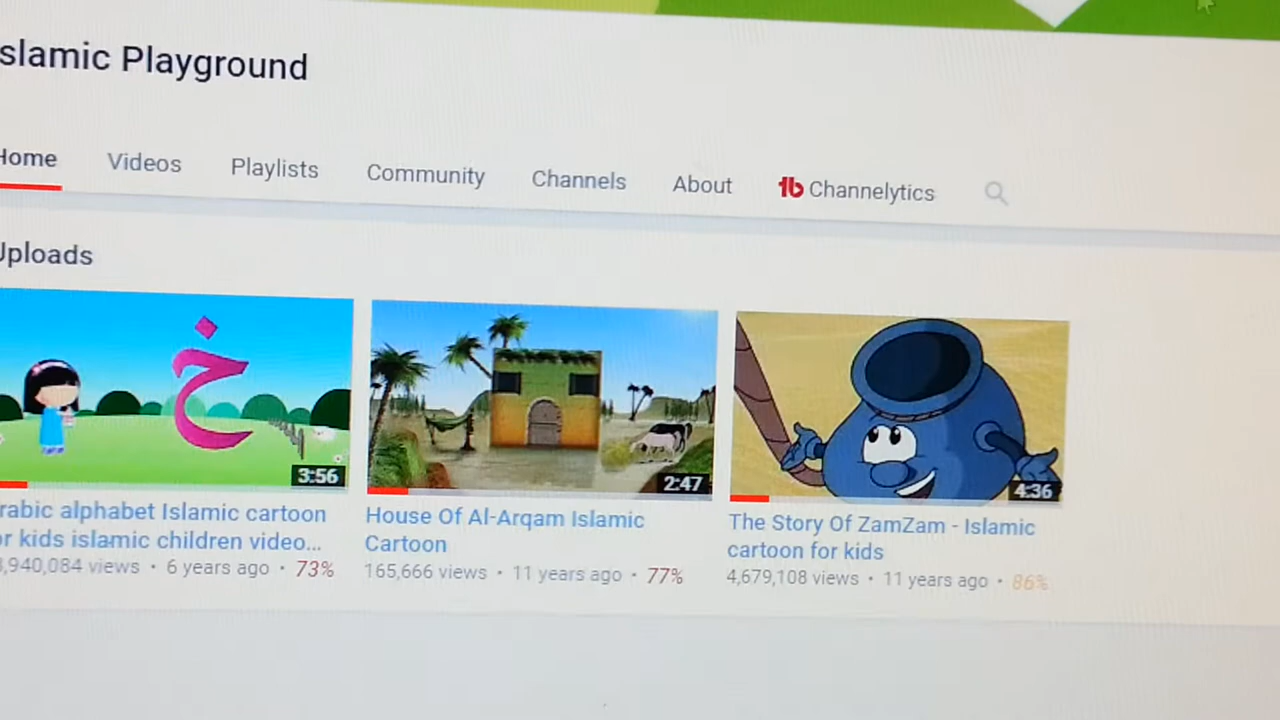 slamic Playground
Home
Videos
Playlists
Community
Channels
About
Channelytics
Uploads
خ
3:56
2:47
4:36
rabic alphabet Islamic cartoon
or kids islamic children video...
,940,084 views • 6 years ago • 73%
House Of Al-Arqam Islamic
Cartoon
165,666 views • 11 years ago • 77%
The Story Of ZamZam - Islamic
cartoon for kids
4,679,108 views • 11 years ago • 86%